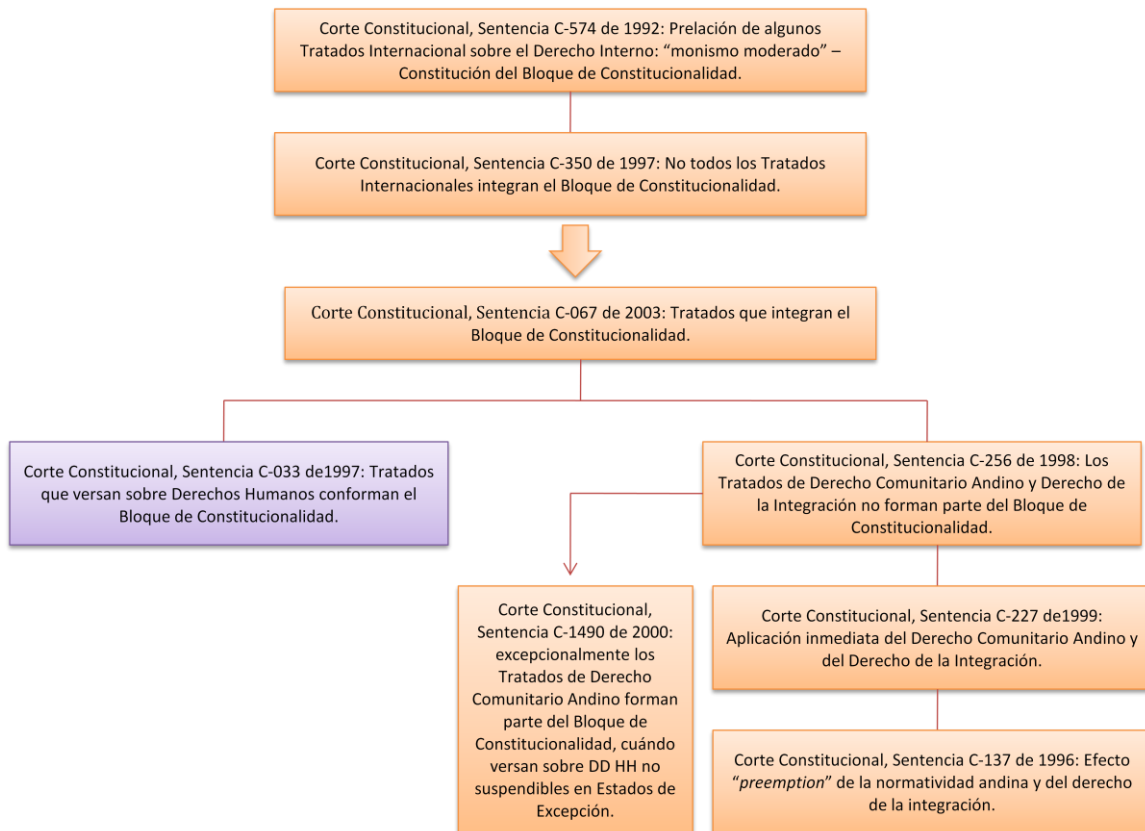 Corte Constitucional, Sentencia C-574 de 1992: Prelación de algunos
Tratados Internacional sobre el Derecho Interno: “monismo moderado” –
Constitución del Bloque de Constitucionalidad.
Corte Constitucional, Sentencia C-350 de 1997: No todos los Tratados
Internacionales integran el Bloque de Constitucionalidad.
Corte Constitucional, Sentencia C-067 de 2003: Tratados que integran el
Bloque de Constitucionalidad.
Corte Constitucional, Sentencia C-033 de1997: Tratados
que versan sobre Derechos Humanos conforman el
Bloque de Constitucionalidad.
Corte Constitucional, Sentencia C-256 de 1998: Los
Tratados de Derecho Comunitario Andino y Derecho de
la Integración no forman parte del Bloque de
Constitucionalidad.
Corte Constitucional,
Sentencia C-1490 de 2000:
excepcionalmente los
Tratados de Derecho
Comunitario Andino forman
parte del Bloque de
Constitucionalidad, cuándo
versan sobre DD HH no
suspendibles en Estados de
Excepción.
Corte Constitucional, Sentencia C-227 de1999:
Aplicación inmediata del Derecho Comunitario Andino y
del Derecho de la Integración.
Corte Constitucional, Sentencia C-137 de 1996: Efecto
“preemption” de la normatividad andina y del derecho
de la integración.